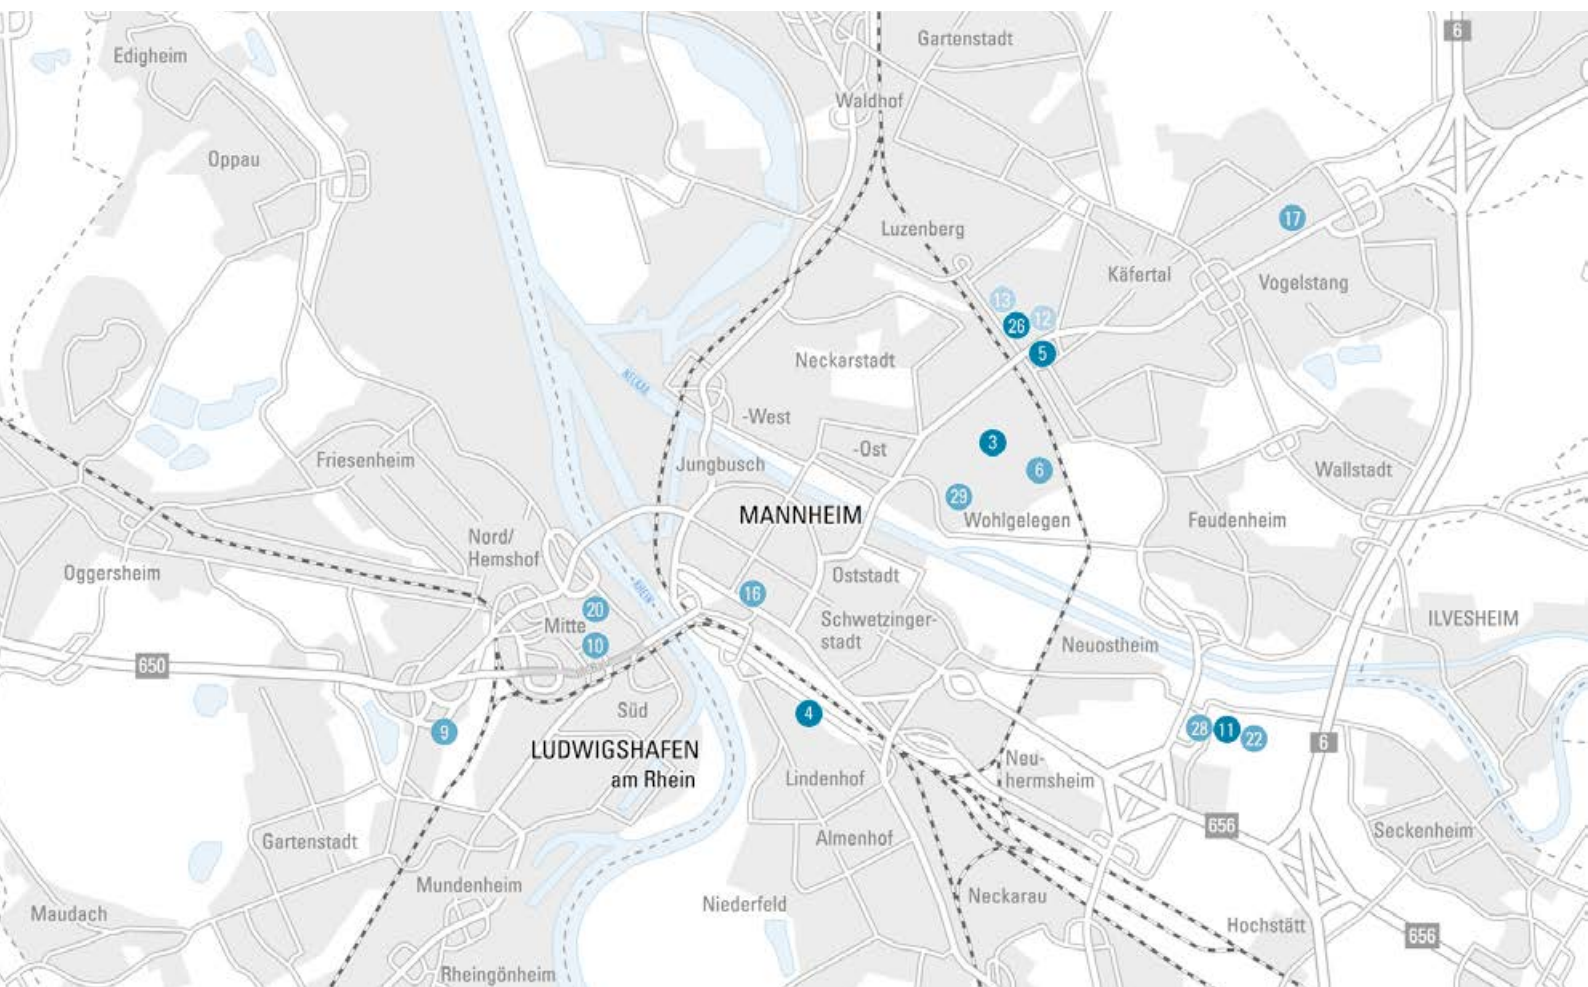 6
Gartenstadt
Edigheim
Waldhof
Oppau
17
Luzenberg
Käfertal
Vogelstang
13
12
26
5
Neckarstadt
NECKAR
-West
-Ost
3
Friesenheim
Jungbusch
6
Wallstadt
29
MANNHEIM
Wohlgelegen
Feudenheim
Nord/
Hemshof
Oggersheim
Oststadt
RHEIN
16
20
Mitte
Schwetzinger-
stadt
ILVESHEIM
10
Neuostheim
650
Süd
4
9
28
11
22
6
LUDWIGSHAFEN
am Rhein
Neu-
hermsheim
Lindenhof
656
Seckenheim
Almenhof
Gartenstadt
Mundenheim
Neckarau
Niederfeld
Maudach
Hochstätt
656
Rheingönheim